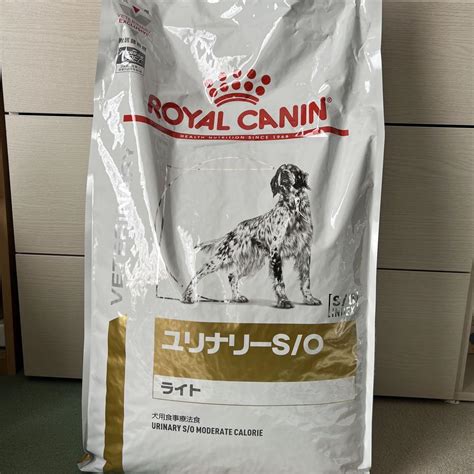 ROYAL CANIN
HEALTH NUTRITION SINCE 1968
VETERINARY
S/O
INDEX
ユリナリーS/O
ライト
犬用食事療法食
URINARY S/O MODERATE CALORIE